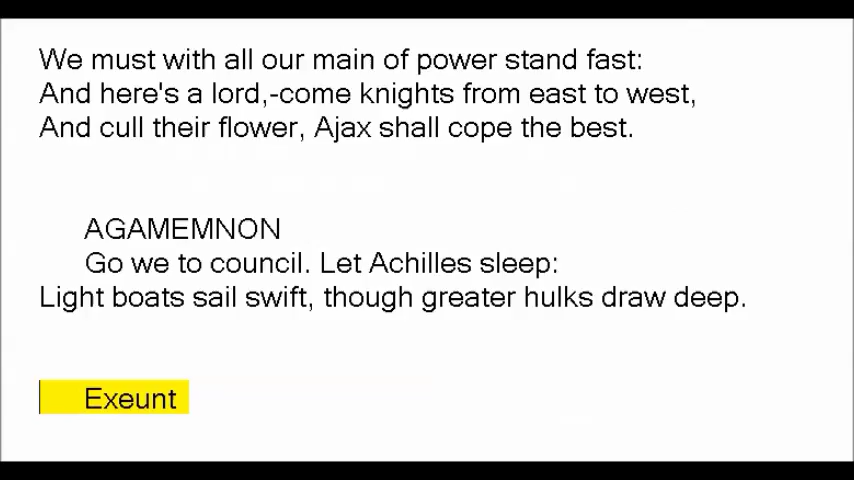 We must with all our main of power stand fast:
And here's a lord,-come knights from east to west,
And cull their flower, Ajax shall cope the best.
AGAMEMNON
Go we to council. Let Achilles sleep:
Light boats sail swift, though greater hulks draw deep.
Exeunt